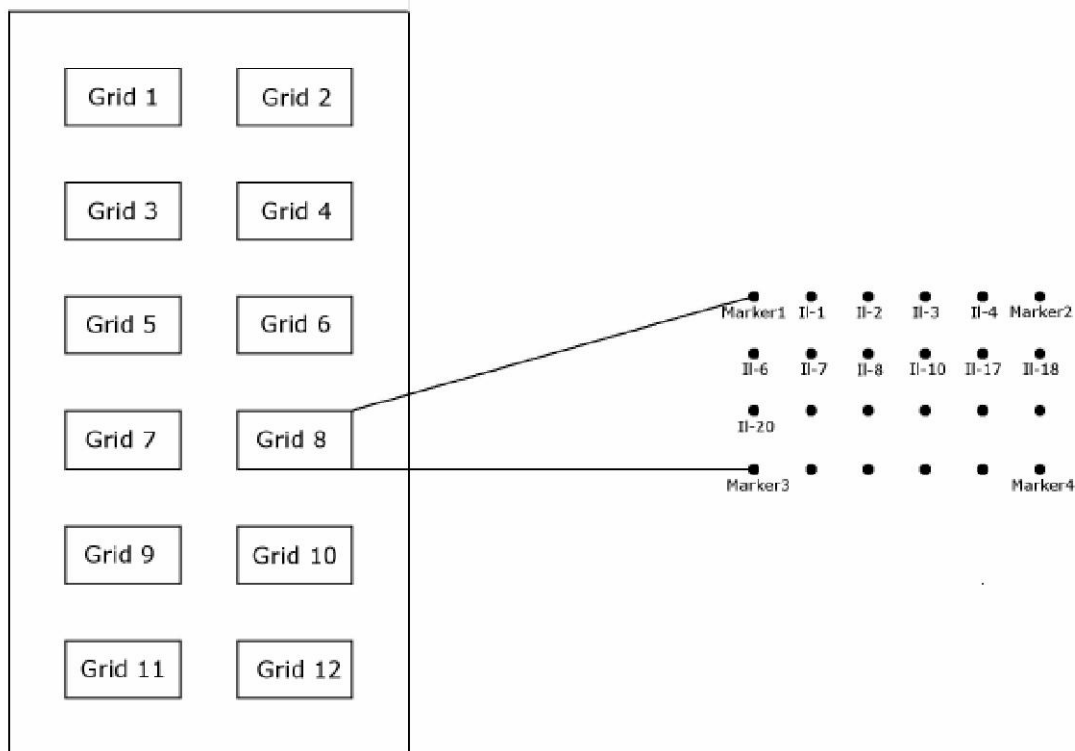 Grid 1 Grid 2
Grid 3 Grid 4
Grid 5 Grid 6
Grid 7 Grid 8
Grid 9 Grid 10
Grid 11 Grid 12
Marker1 Il-1 Il-2 Il-3 Il-4 Marker2
Il-6 Il-7 Il-8 Il-10 Il-17 Il-18
Il-20
Marker3 Marker4